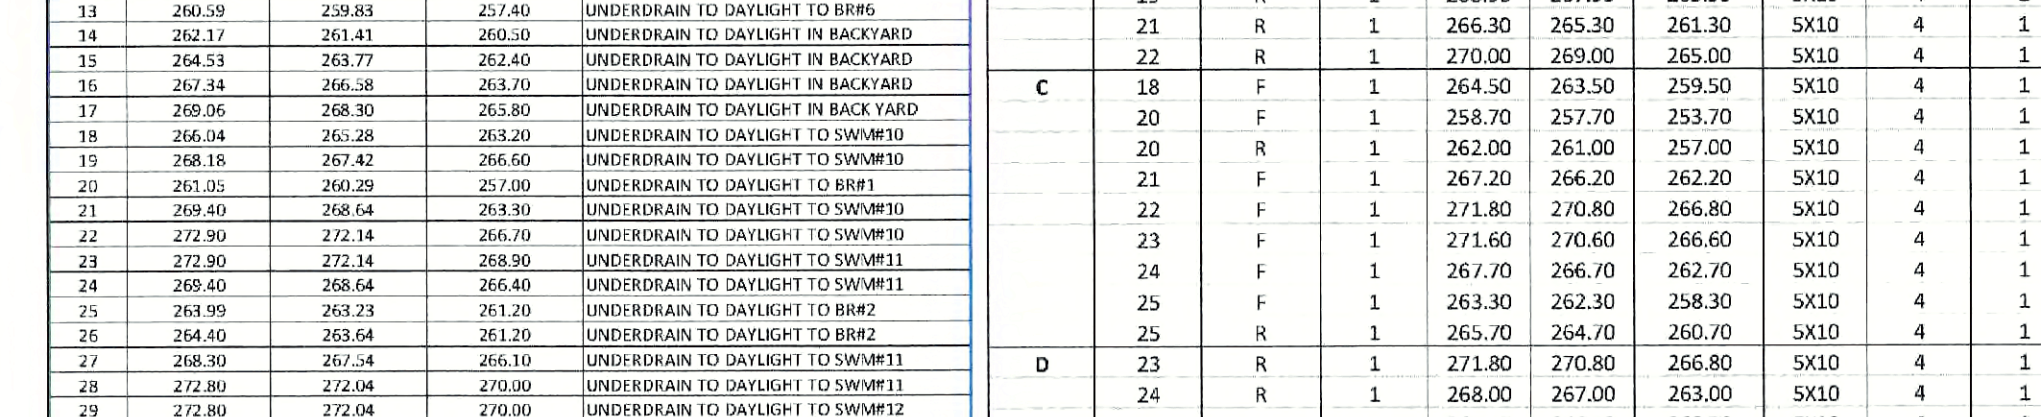 13 260.59 259.83 257.40 UNDERDRAIN TO DAYLIGHT TO BR#6
14 262.17 261.41 260.50 UNDERDRAIN TO DAYLIGHT IN BACKYARD
15 264.53 263.77 262.40 UNDERDRAIN TO DAYLIGHT IN BACKYARD
16 267.34 266.58 263.70 UNDERDRAIN TO DAYLIGHT IN BACKYARD
17 269.06 268.30 265.80 UNDERDRAIN TO DAYLIGHT IN BACK YARD
18 266.04 265.28 263.20 UNDERDRAIN TO DAYLIGHT TO SWM#10
19 268.18 267.42 266.60 UNDERDRAIN TO DAYLIGHT TO SWM#10
20 261.05 260.29 257.00 UNDERDRAIN TO DAYLIGHT TO BR#1
21 269.40 268.64 263.30 UNDERDRAIN TO DAYLIGHT TO SWM#10
22 272.90 272.14 266.70 UNDERDRAIN TO DAYLIGHT TO SWM#10
23 272.90 272.14 268.90 UNDERDRAIN TO DAYLIGHT TO SWM#11
24 269.40 268.64 266.40 UNDERDRAIN TO DAYLIGHT TO SWM#11
25 263.99 263.23 261.20 UNDERDRAIN TO DAYLIGHT TO BR#2
26 264.40 263.64 261.20 UNDERDRAIN TO DAYLIGHT TO BR#2
27 268.30 267.54 266.10 UNDERDRAIN TO DAYLIGHT TO SWM#11
28 272.80 272.04 270.00 UNDERDRAIN TO DAYLIGHT TO SWM#11
29 272.80 272.04 270.00 UNDERDRAIN TO DAYLIGHT TO SWM#12
21 R 1 266.30 265.30 261.30 5X10 4 1
22 R 1 270.00 269.00 265.00 5X10 4 1
C 18 F 1 264.50 263.50 259.50 5X10 4 1
20 F 1 258.70 257.70 253.70 5X10 4 1
20 R 1 262.00 261.00 257.00 5X10 4 1
21 F 1 267.20 266.20 262.20 5X10 4 1
22 F 1 271.80 270.80 266.80 5X10 4 1
23 F 1 271.60 270.60 266.60 5X10 4 1
24 F 1 267.70 266.70 262.70 5X10 4 1
25 F 1 263.30 262.30 258.30 5X10 4 1
25 R 1 265.70 264.70 260.70 5X10 4 1
D 23 R 1 271.80 270.80 266.80 5X10 4 1
24 R 1 268.00 267.00 263.00 5X10 4 1